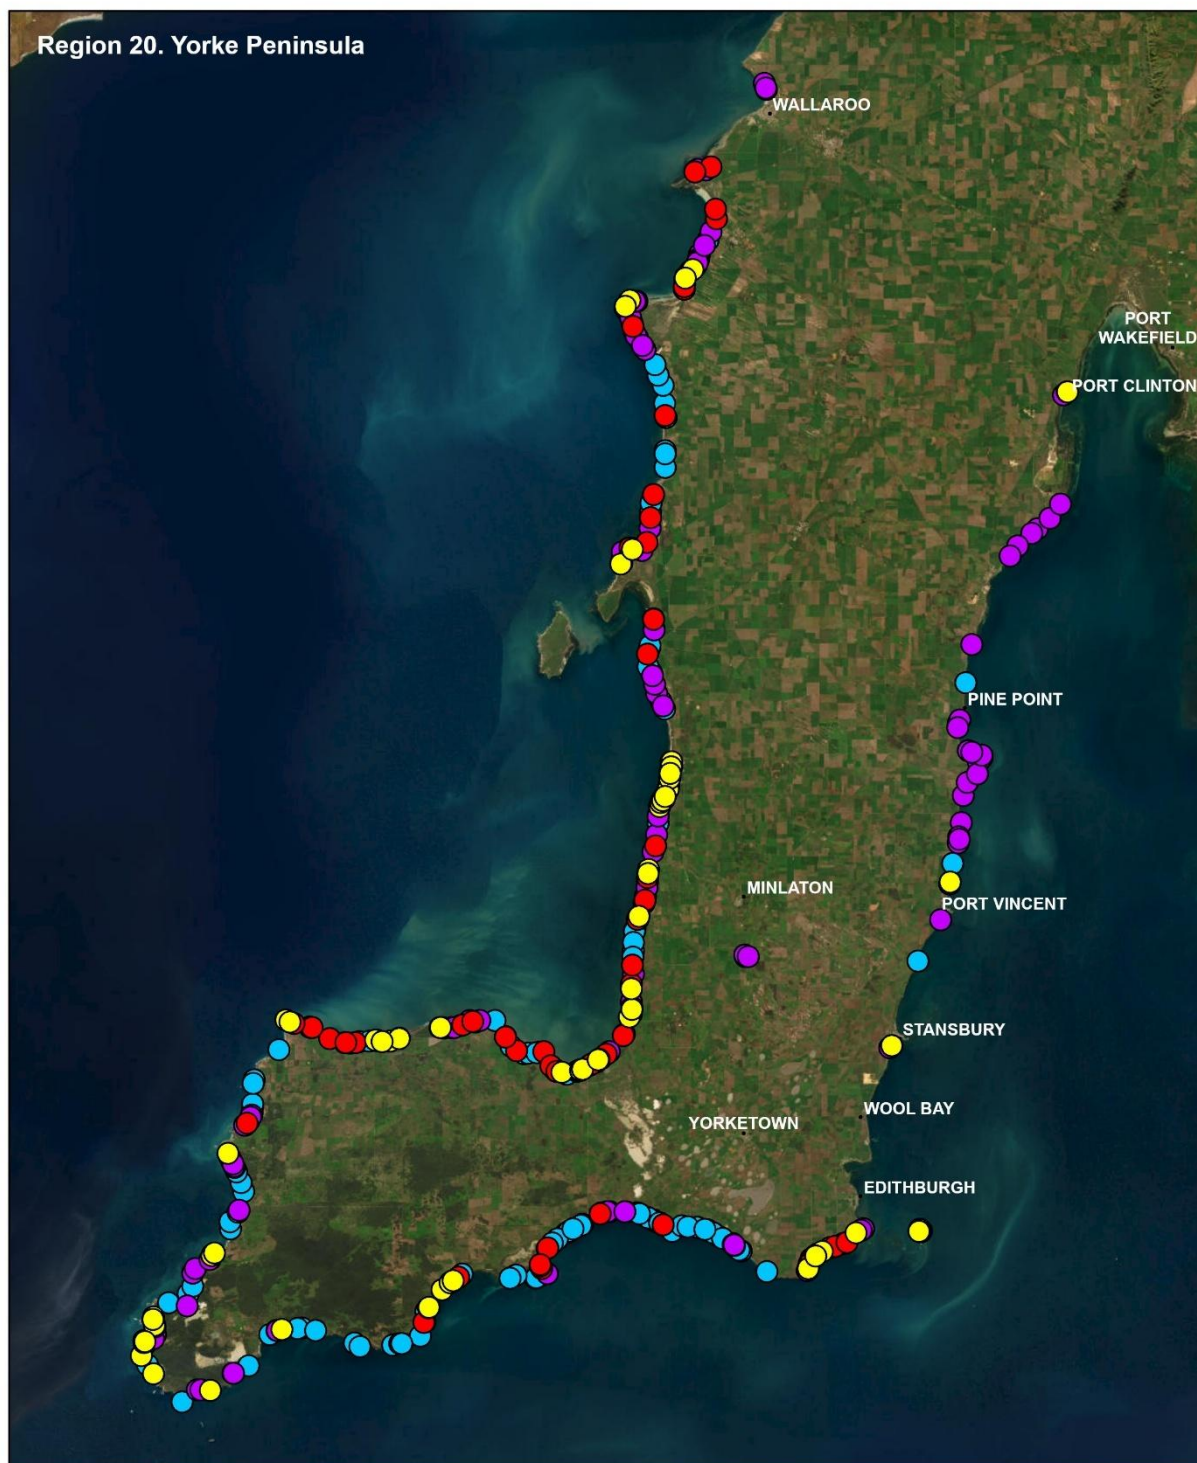 Region 20. Yorke Peninsula
WALLAROO
PORT
WAKEFIELD
PORT CLINTON
PINE POINT
MINLATON
PORT VINCENT
STANSBURY
WOOL BAY
YORKETOWN
EDITHBURGH